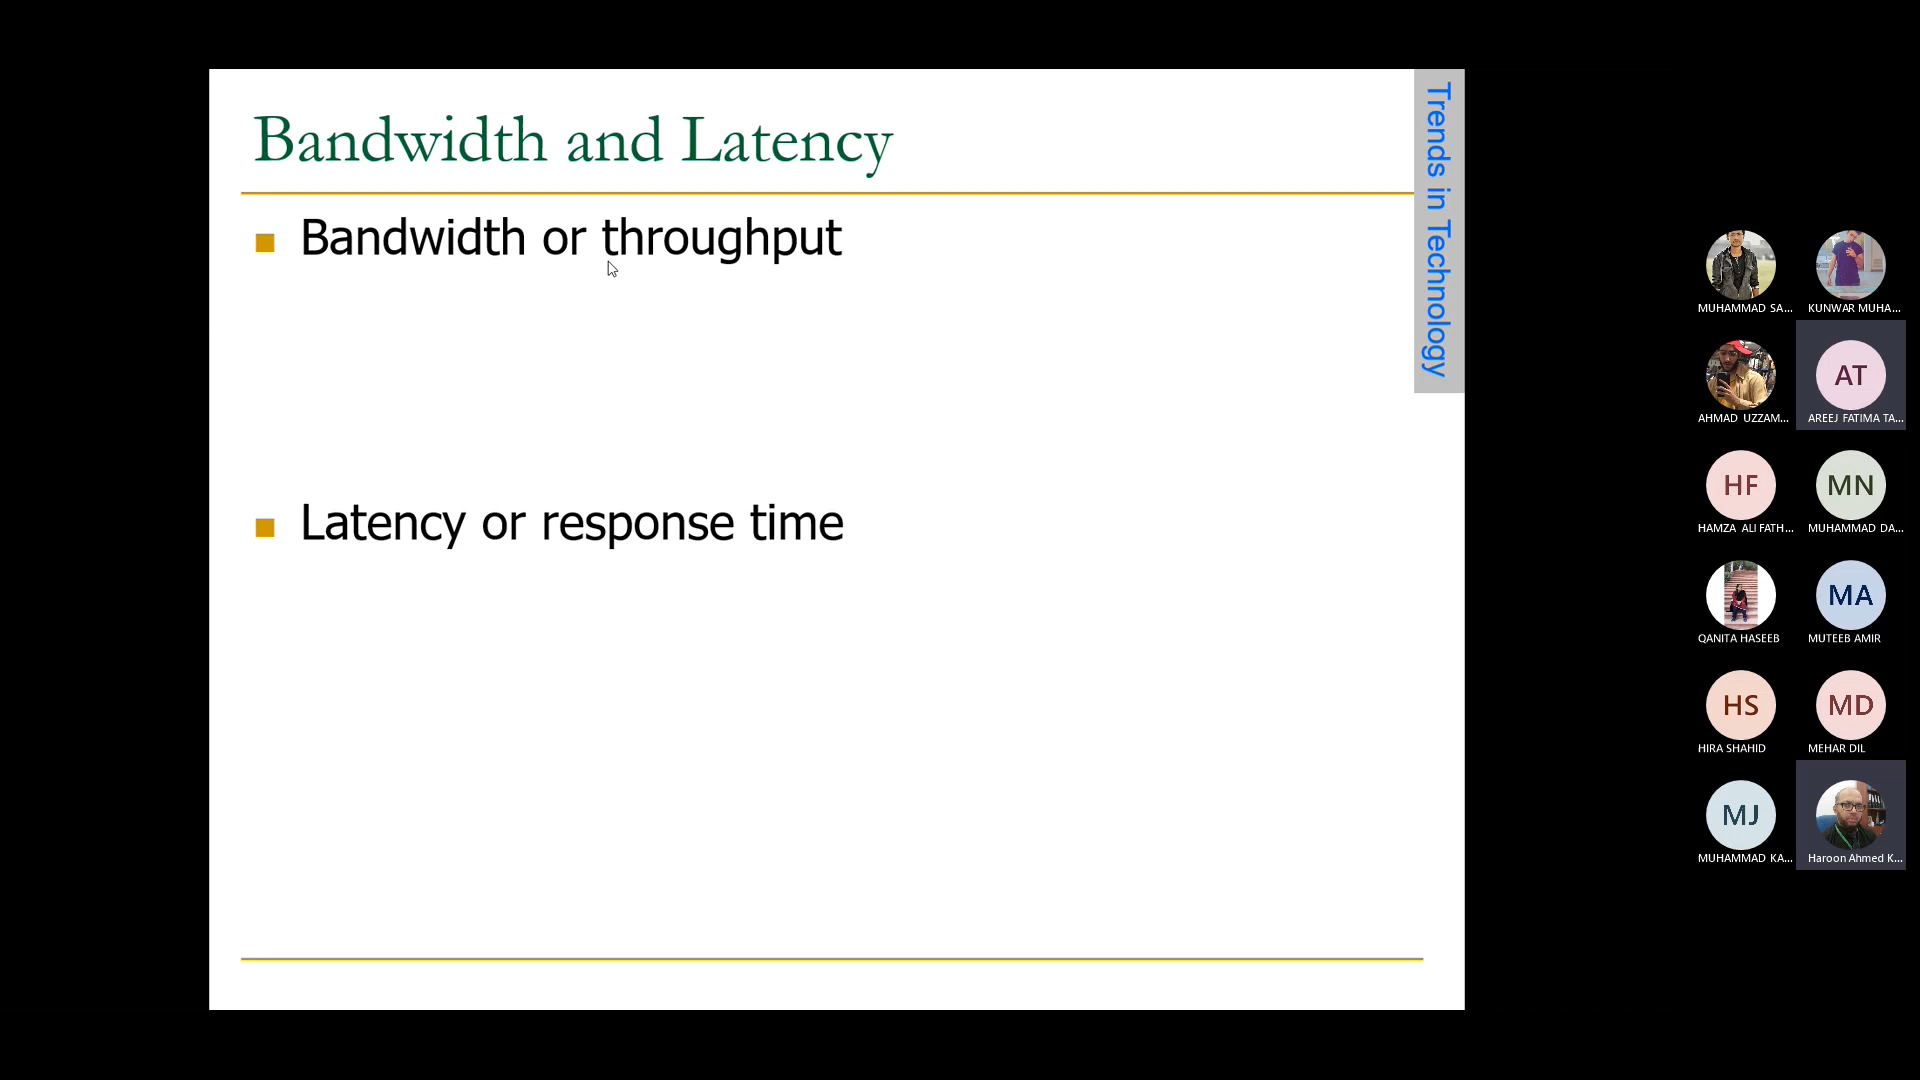 Bandwidth and Latency
Trends in Technology
Bandwidth or throughput
Latency or response time
MUHAMMAD SA...
KUNWAR MUHA...
AHMAD UZZAM...
AT
AREEJ FATIMA TA...
HF
HAMZA ALI FATH...
MN
MUHAMMAD DA...
QANITA HASEEB
MA
MUTEEB AMIR
HS
HIRA SHAHID
MD
MEHAR DIL
MJ
MUHAMMAD KA...
Haroon Ahmed K...